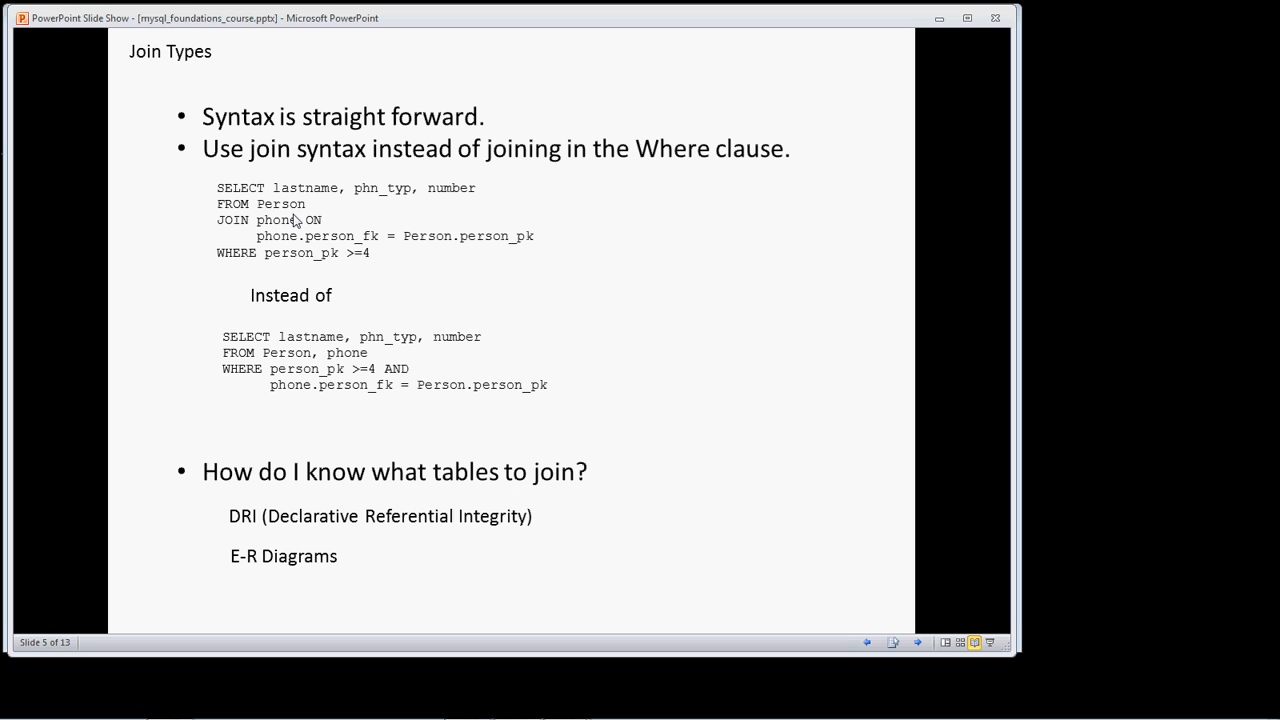 PowerPoint Slide Show - [mysql_foundations_course.pptx] - Microsoft PowerPoint
Join Types
• Syntax is straight forward.
• Use join syntax instead of joining in the Where clause.
SELECT lastname, phn_typ, number
FROM Person
JOIN phone ON
phone.person_fk = Person.person_pk
WHERE person_pk >=4
Instead of
SELECT lastname, phn_typ, number
FROM Person, phone
WHERE person_pk >=4 AND
phone.person_fk = Person.person_pk
• How do I know what tables to join?
DRI (Declarative Referential Integrity)
E-R Diagrams
Slide 5 of 13